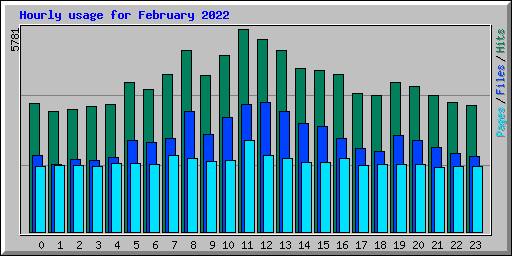 Hourly usage for February 2022
5781
Pages / Files / Hits
0 1 2 3 4 5 6 7 8 9 10 11 12 13 14 15 16 17 18 19 20 21 22 23